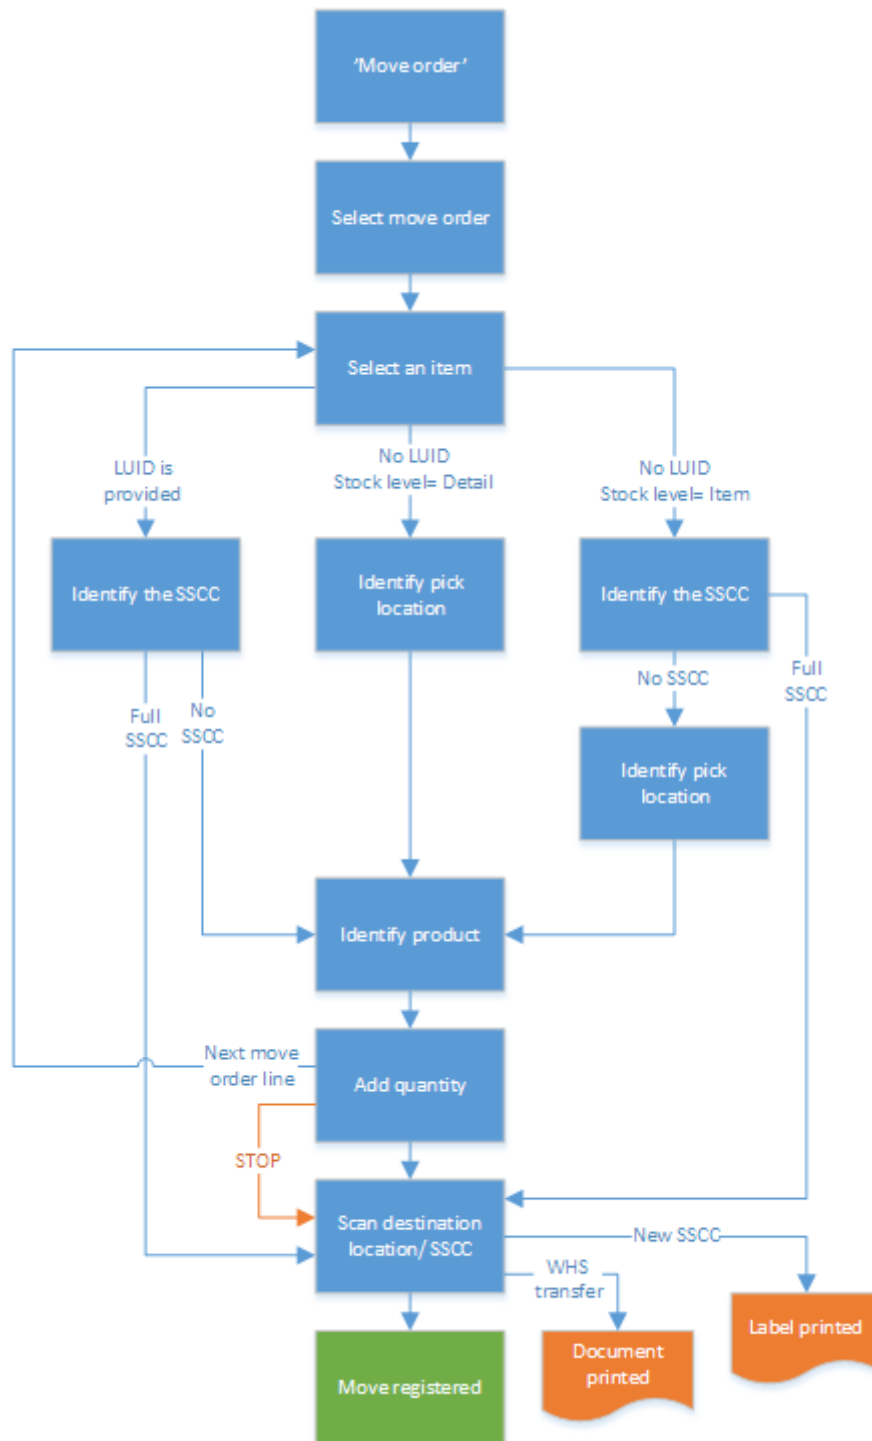 'Move order'
Select move order
Select an item
LUID is
provided
No LUID
Stock level= Detail
No LUID
Stock level= Item
Identify the SSCC
Identify pick
location
Identify the SSCC
Full
SSCC
No
SSCC
No SSCC
Full
SSCC
Identify pick
location
Identify product
Next move
order line
Add quantity
STOP
Scan destination
location/ SSCC
New SSCC
WHS
transfer
Label printed
Document
printed
Move registered